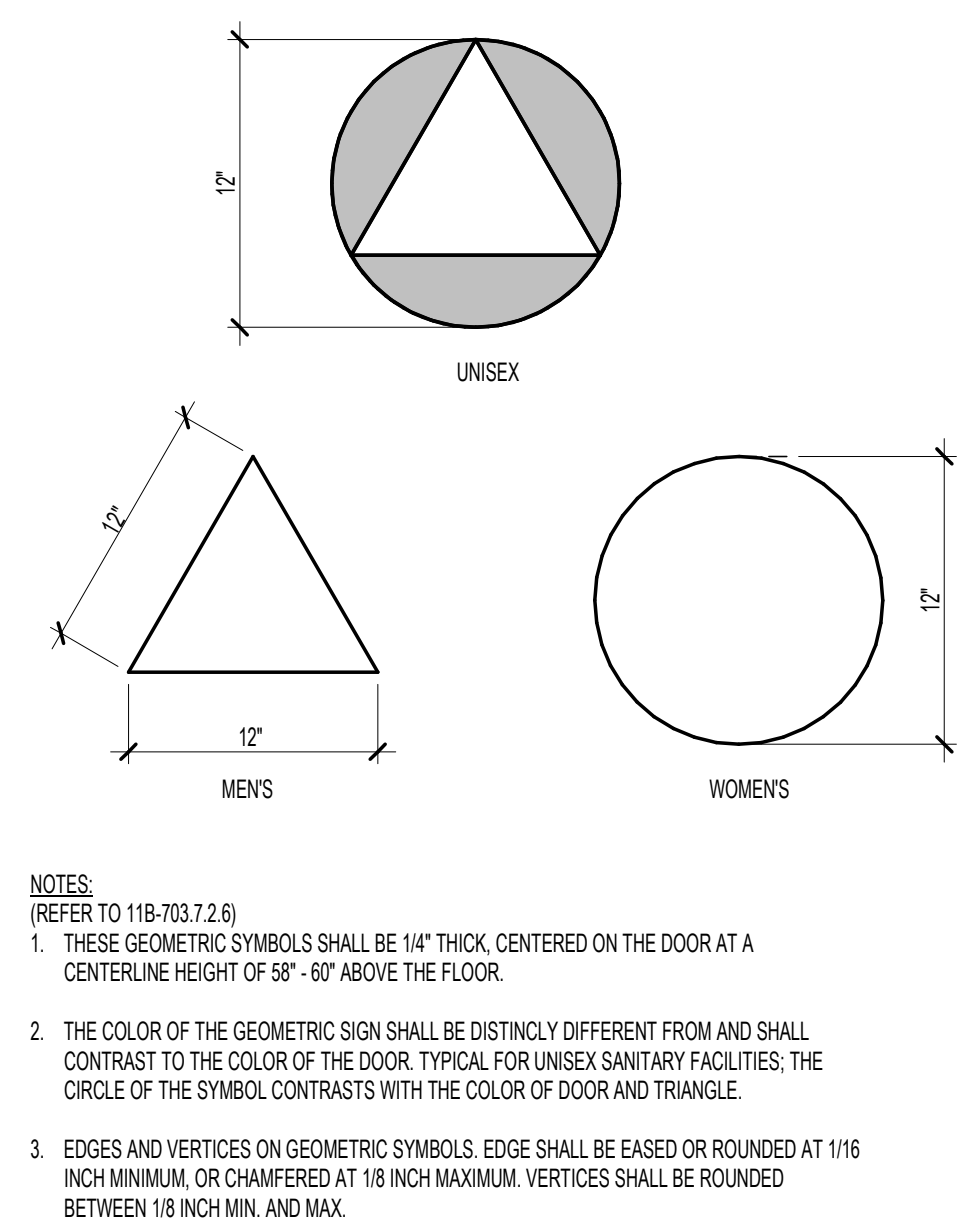 12"
UNISEX
12"
12"
12"
MEN'S
WOMEN'S
NOTES:
(REFER TO 11B-703.7.2.6)
1. THESE GEOMETRIC SYMBOLS SHALL BE 1/4" THICK, CENTERED ON THE DOOR AT A
CENTERLINE HEIGHT OF 58" - 60" ABOVE THE FLOOR.
2. THE COLOR OF THE GEOMETRIC SIGN SHALL BE DISTINCLY DIFFERENT FROM AND SHALL
CONTRAST TO THE COLOR OF THE DOOR. TYPICAL FOR UNISEX SANITARY FACILITIES; THE
CIRCLE OF THE SYMBOL CONTRASTS WITH THE COLOR OF DOOR AND TRIANGLE.
3. EDGES AND VERTICES ON GEOMETRIC SYMBOLS. EDGE SHALL BE EASED OR ROUNDED AT 1/16
INCH MINIMUM, OR CHAMFERED AT 1/8 INCH MAXIMUM. VERTICES SHALL BE ROUNDED
BETWEEN 1/8 INCH MIN. AND MAX.